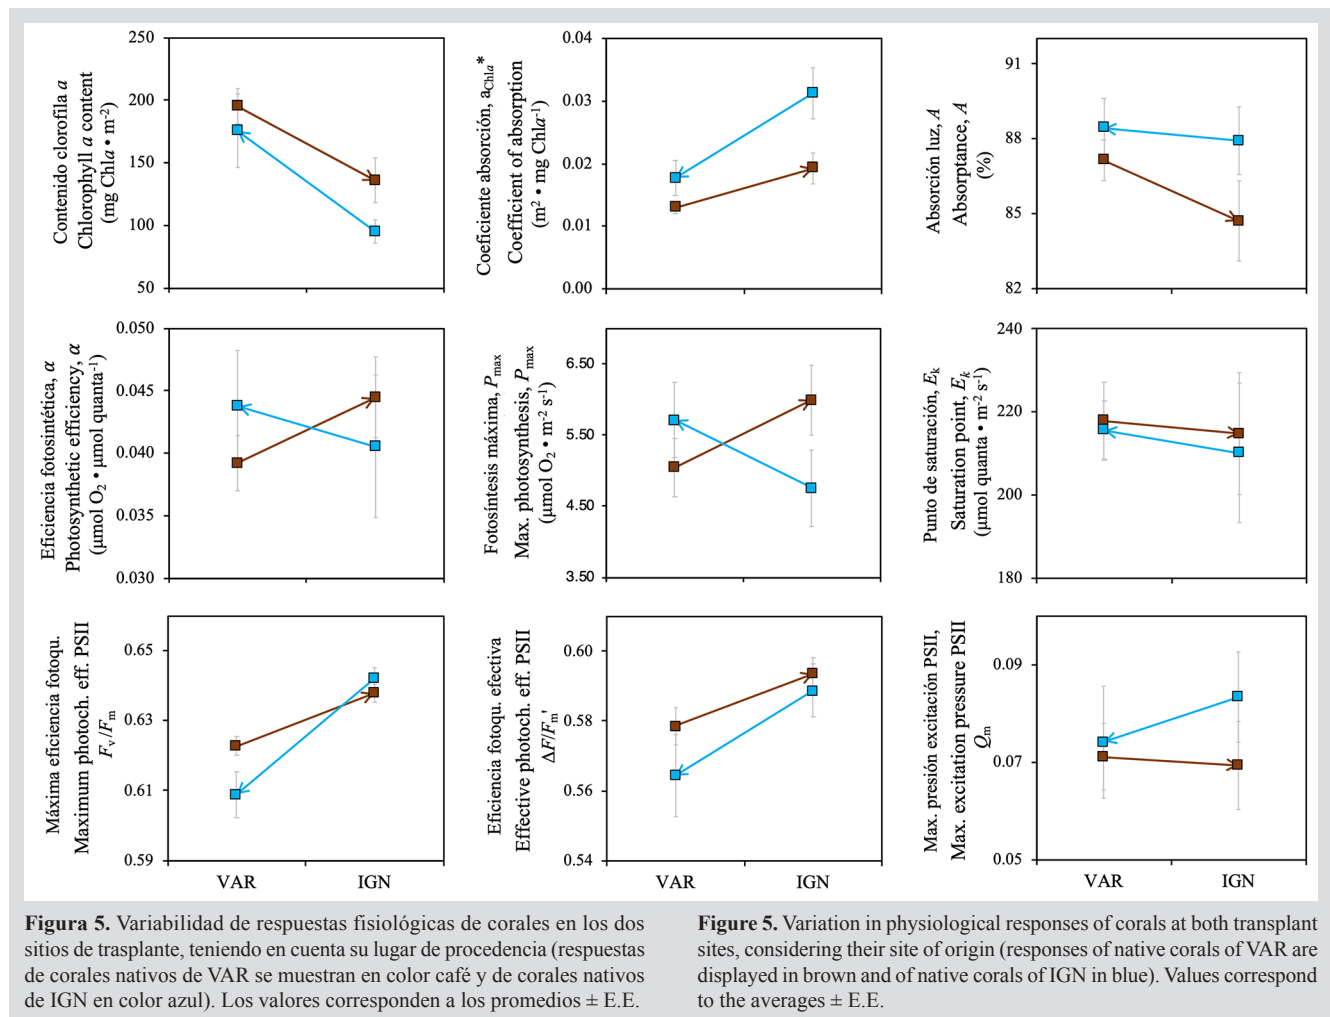 Contenido clorofila a
Chlorophyll a content
(mg Chla • m-2)
250
200
150
100
50
Coeficiente absorción, aChla*
Coefficient of absorption
(m2 • mg Chla-1)
0.04
0.03
0.02
0.01
0.00
Absorción luz, A
Absorptance, A
(%)
91
88
85
82
Eficiencia fotosintética, α
Photosynthetic efficiency, α
(µmol O2 • µmol quanta-1)
0.050
0.045
0.040
0.035
0.030
Fotosíntesis máxima, Pmax
Max. photosynthesis, Pmax
(µmol O2 • m-2 s-1)
6.50
5.50
4.50
3.50
Punto de saturación, Ek
Saturation point, Ek
(µmol quanta • m-2 s-1)
240
220
200
180
Máxima eficiencia fotoqu.
Maximum photoch. eff. PSII
Fv/Fm
0.65
0.63
0.61
0.59
VAR IGN
Eficiencia fotoqu. efectiva
Effective photoch. eff. PSII
ΔF/Fm'
0.60
0.58
0.56
0.54
VAR IGN
Max. presión excitación PSII,
Max. excitation pressure PSII
Qm
0.09
0.07
0.05
VAR IGN
Figura 5. Variabilidad de respuestas fisiológicas de corales en los dos
sitios de trasplante, teniendo en cuenta su lugar de procedencia (respuestas
de corales nativos de VAR se muestran en color café y de corales nativos
de IGN en color azul). Los valores corresponden a los promedios ± E.E.
Figure 5. Variation in physiological responses of corals at both transplant
sites, considering their site of origin (responses of native corals of VAR are
displayed in brown and of native corals of IGN in blue). Values correspond
to the averages ± E.E.